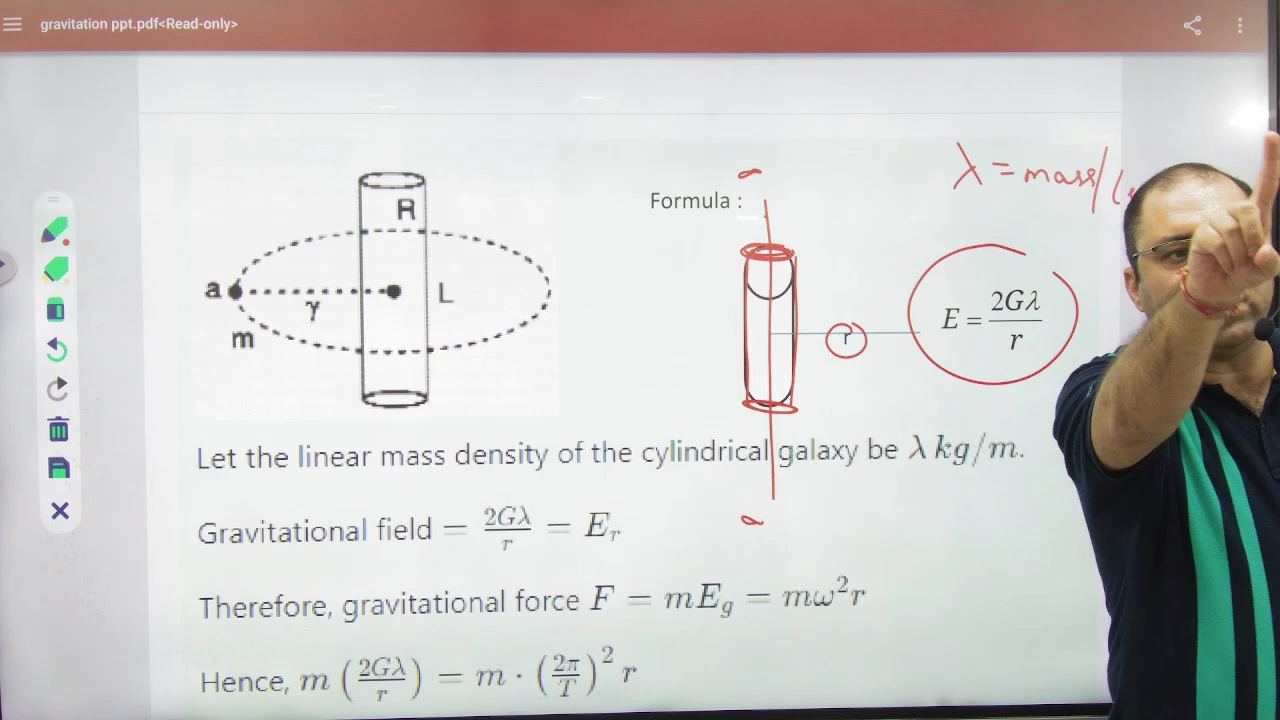 gravitation ppt.pdf<Read-only>
λ = mass/
Formula :
R
a
γ
L
m
r
E = 2Gλ/r
Let the linear mass density of the cylindrical galaxy be λ kg/m.
Gravitational field = 2Gλ/r = E_r
Therefore, gravitational force F = mE_g = mω²r
Hence, m (2Gλ/r) = m · (2π/T)² r